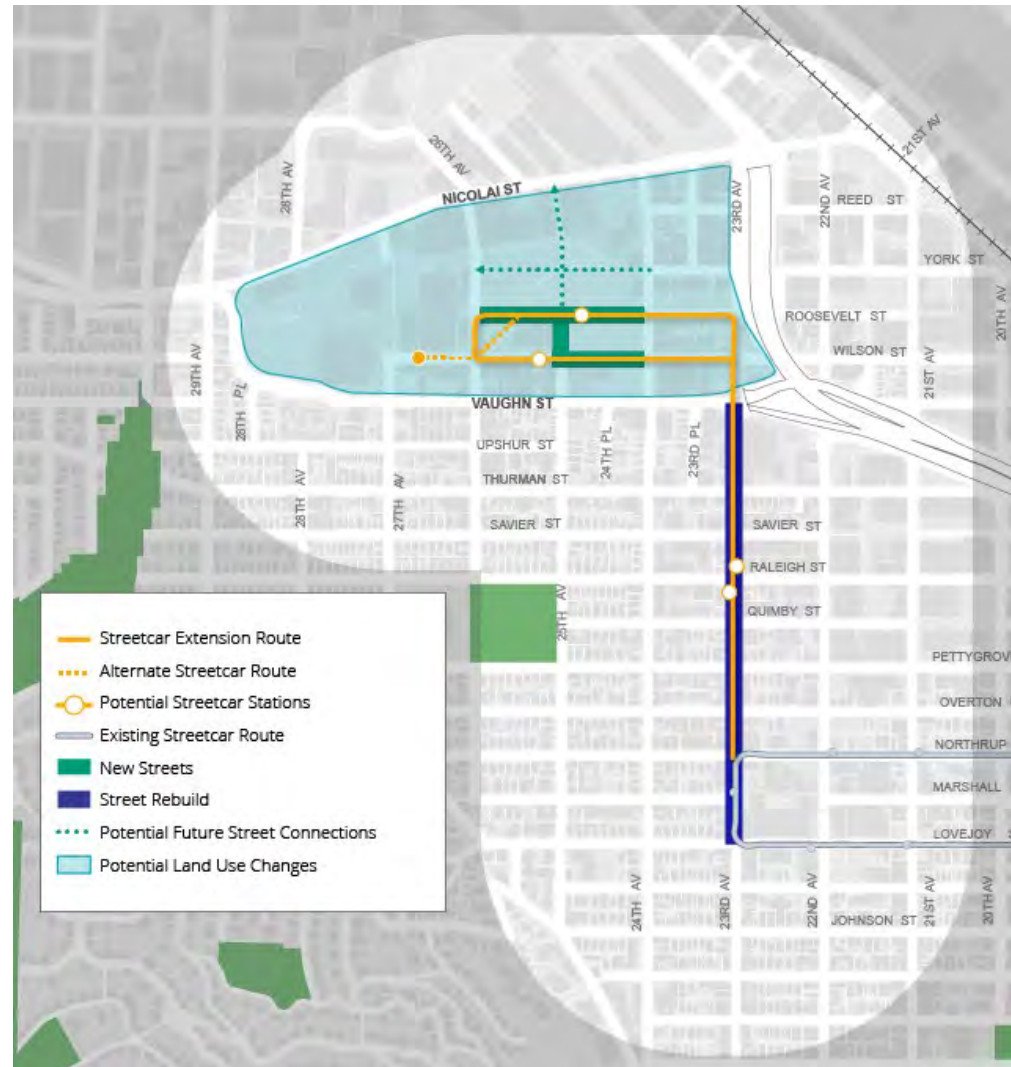 21ST AV
26TH AV
28TH AV
NICOLAI ST
23RD AV
22ND AV
REED ST
YORK ST
20TH AV
ROOSEVELT ST
WILSON ST
21ST AV
29TH AV
28TH PL
VAUGHN ST
UPSHUR ST
24TH PL
23RD PL
THURMAN ST
28TH AV
27TH AV
SAVIER ST
SAVIER ST
RALEIGH ST
25TH AV
QUIMBY ST
PETTYGROV
OVERTON
NORTHRUP
MARSHALL
LOVEJOY S
24TH AV
23RD AV
22ND AV
JOHNSON ST
21ST AV
20TH AV
Streetcar Extension Route
Alternate Streetcar Route
Potential Streetcar Stations
Existing Streetcar Route
New Streets
Street Rebuild
Potential Future Street Connections
Potential Land Use Changes